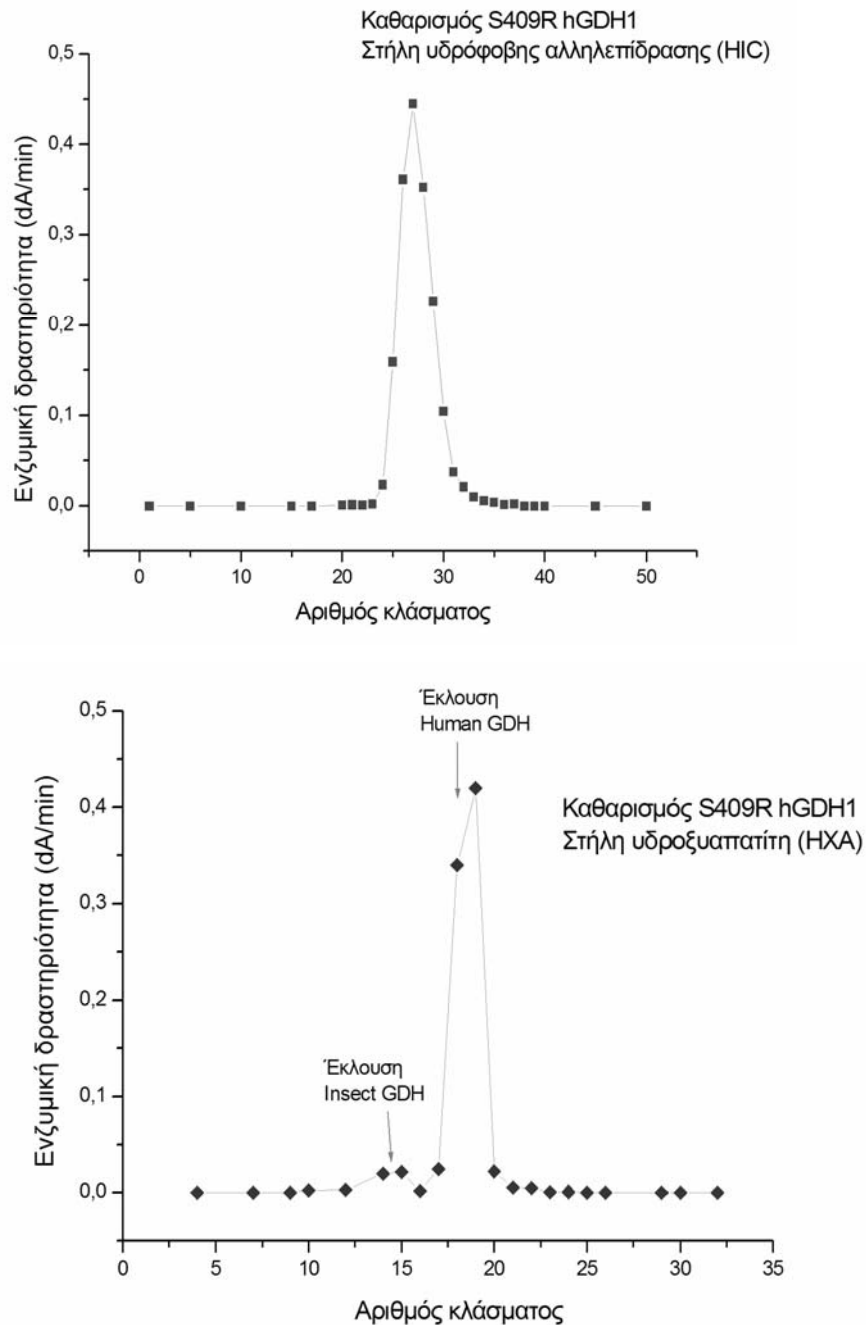 Καθαρισμός S409R hGDH1
Στήλη υδρόφοβης αλληλεπίδρασης (HIC)
0,5
0,4
0,3
0,2
0,1
0,0
Ενζυμική δραστηριότητα (dA/min)
0 10 20 30 40 50
Αριθμός κλάσματος
Έκλουση
Human GDH
0,5
0,4
0,3
0,2
0,1
0,0
Ενζυμική δραστηριότητα (dA/min)
Καθαρισμός S409R hGDH1
Στήλη υδροξυαπατίτη (HXA)
Έκλουση
Insect GDH
0 5 10 15 20 25 30 35
Αριθμός κλάσματος